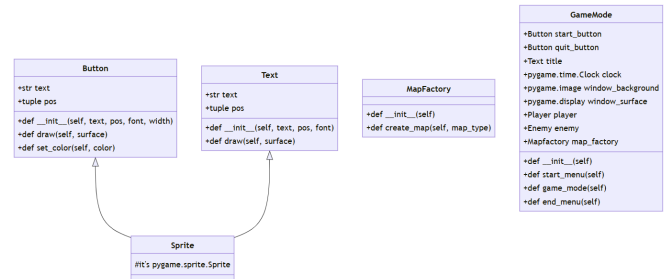 Button
+str text
+tuple pos
+def __init__(self, text, pos, font, width)
+def draw(self, surface)
+def set_color(self, color)
Text
+str text
+tuple pos
+def __init__(self, text, pos, font)
+def draw(self, surface)
MapFactory
+def __init__(self)
+def create_map(self, map_type)
GameMode
+Button start_button
+Button quit_button
+Text title
+pygame.time.Clock clock
+pygame.image window_background
+pygame.display window_surface
+Player player
+Enemy enemy
+Mapfactory map_factory
+def __init__(self)
+def start_menu(self)
+def game_mode(self)
+def end_menu(self)
Sprite
#it's pygame.sprite.Sprite